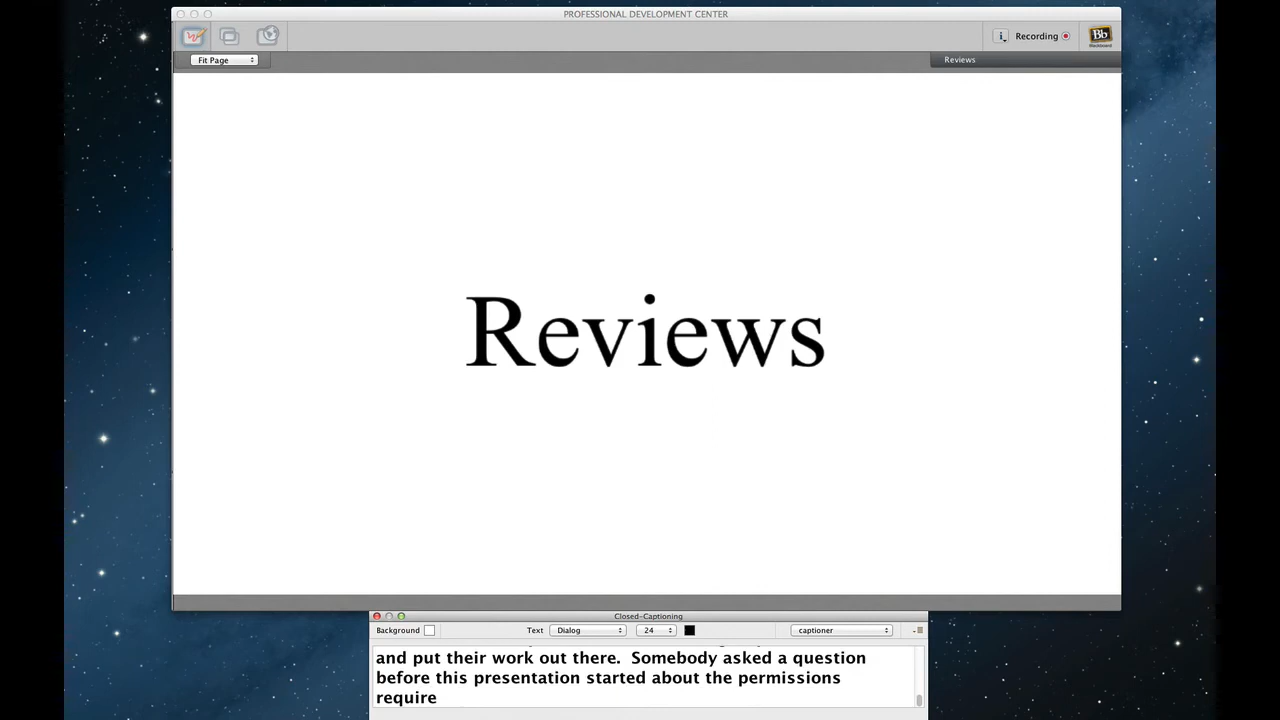 PROFESSIONAL DEVELOPMENT CENTER
i
Recording
Bb
Blackboard
Fit Page
Reviews
Reviews
Closed-Captioning
Background
Text
Dialog
24
captioner
and put their work out there. Somebody asked a question
before this presentation started about the permissions
require